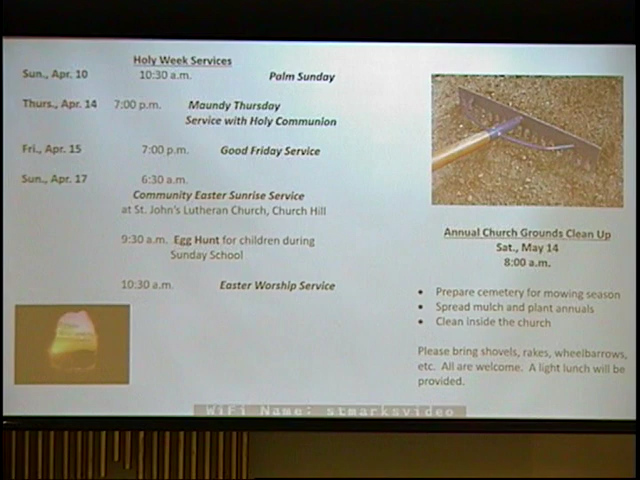 Holy Week Services
Sun., Apr. 10 10:30 a.m. Palm Sunday
Thurs., Apr. 14 7:00 p.m. Maundy Thursday
Service with Holy Communion
Fri., Apr. 15 7:00 p.m. Good Friday Service
Sun., Apr. 17 6:30 a.m.
Community Easter Sunrise Service
at St. John's Lutheran Church, Church Hill
9:30 a.m. Egg Hunt for children during
Sunday School
10:30 a.m. Easter Worship Service
Annual Church Grounds Clean Up
Sat., May 14
8:00 a.m.
• Prepare cemetery for mowing season
• Spread mulch and plant annuals
• Clean inside the church
Please bring shovels, rakes, wheelbarrows,
etc. All are welcome. A light lunch will be
provided.
WiFi Name: stmarksvideo